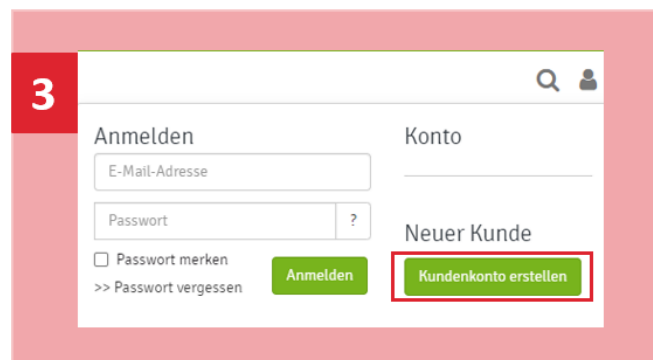 3
Anmelden
E-Mail-Adresse
Passwort
?
Passwort merken
>> Passwort vergessen
Anmelden
Konto
Neuer Kunde
Kundenkonto erstellen